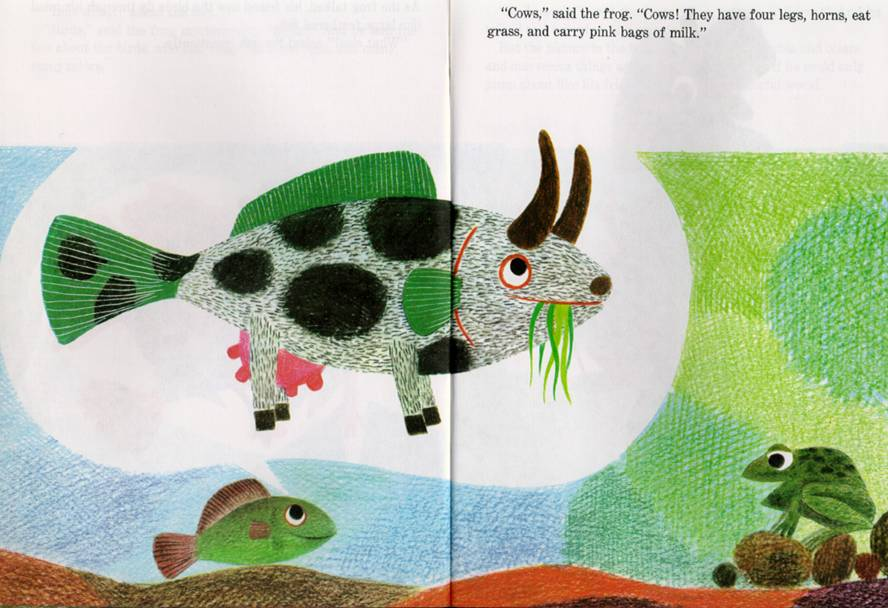 “Cows,” said the frog. “Cows! They have four legs, horns, eat
grass, and carry pink bags of milk.”